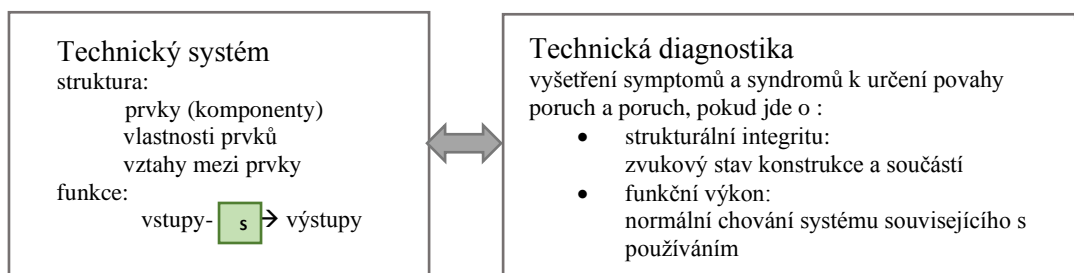 Technický systém
struktura:
prvky (komponenty)
vlastnosti prvků
vztahy mezi prvky
funkce:
vstupy- s → výstupy
Technická diagnostika
vyšetření symptomů a syndromů k určení povahy
poruch a poruch, pokud jde o :
• strukturální integritu:
zvukový stav konstrukce a součástí
• funkční výkon:
normální chování systému souvisejícího s
používáním